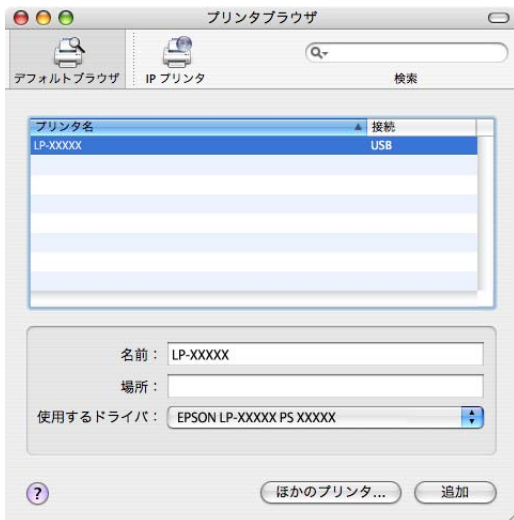 プリンタブラウザ
デフォルトブラウザ IP プリンタ 検索
プリンタ名 接続
LP-XXXXX USB
名前： LP-XXXXX
場所：
使用するドライバ： EPSON LP-XXXXX PS XXXXX
? ほかのプリンタ... 追加